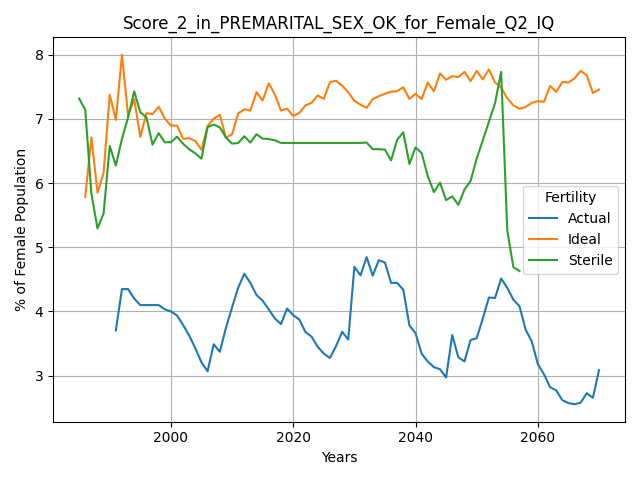 Score_2_in_PREMARITAL_SEX_OK_for_Female_Q2_IQ
% of Female Population
8
7
6
5
4
3
Fertility
Actual
Ideal
Sterile
2000
2020
2040
2060
Years